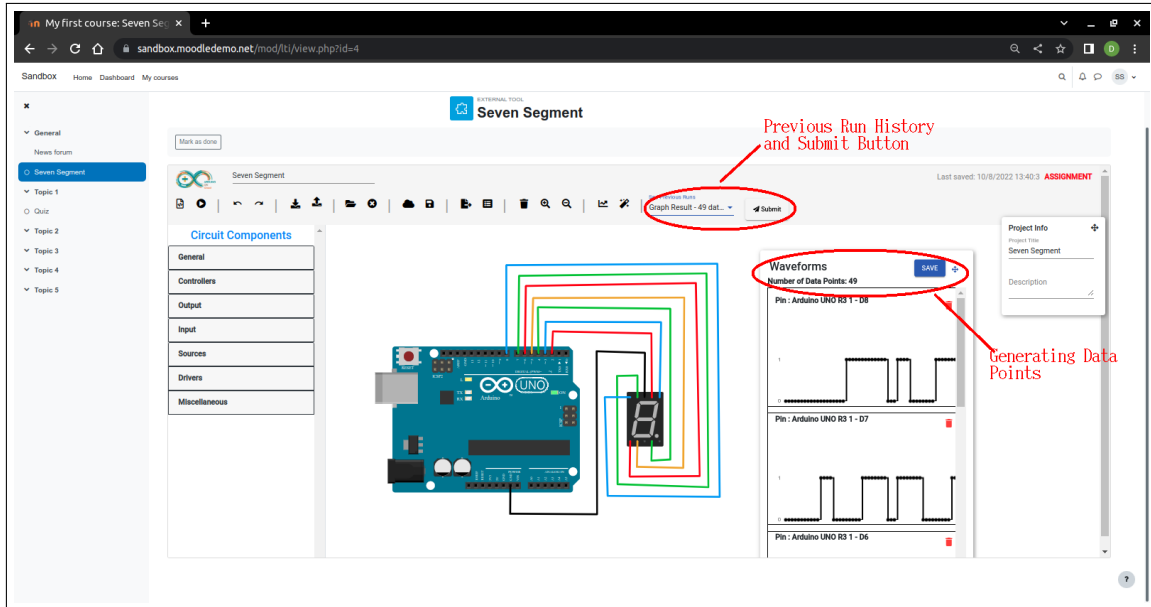 My first course: Seven Seg
sandbox.moodledemo.net/mod/lti/view.php?id=4
D
Sandbox
Home
Dashboard
My courses
SS
EXTERNAL TOOL
Seven Segment
General
News forum
Seven Segment
Topic 1
Quiz
Topic 2
Topic 3
Topic 4
Topic 5
Mark as done
Previous Run History
and Submit Button
Seven Segment
Last saved: 10/8/2022 13:40:3 ASSIGNMENT
Previous Runs
Graph Result - 49 dat...
Submit
Circuit Components
General
Controllers
Output
Input
Sources
Drivers
Miscellaneous
RESET
UNO
Arduino
Waveforms
SAVE
Number of Data Points: 49
Pin : Arduino UNO R3 1 - D8
1
0
Pin : Arduino UNO R3 1 - D7
1
0
Pin : Arduino UNO R3 1 - D6
Project Info
Project Title
Seven Segment
Description
Generating Data
Points
?